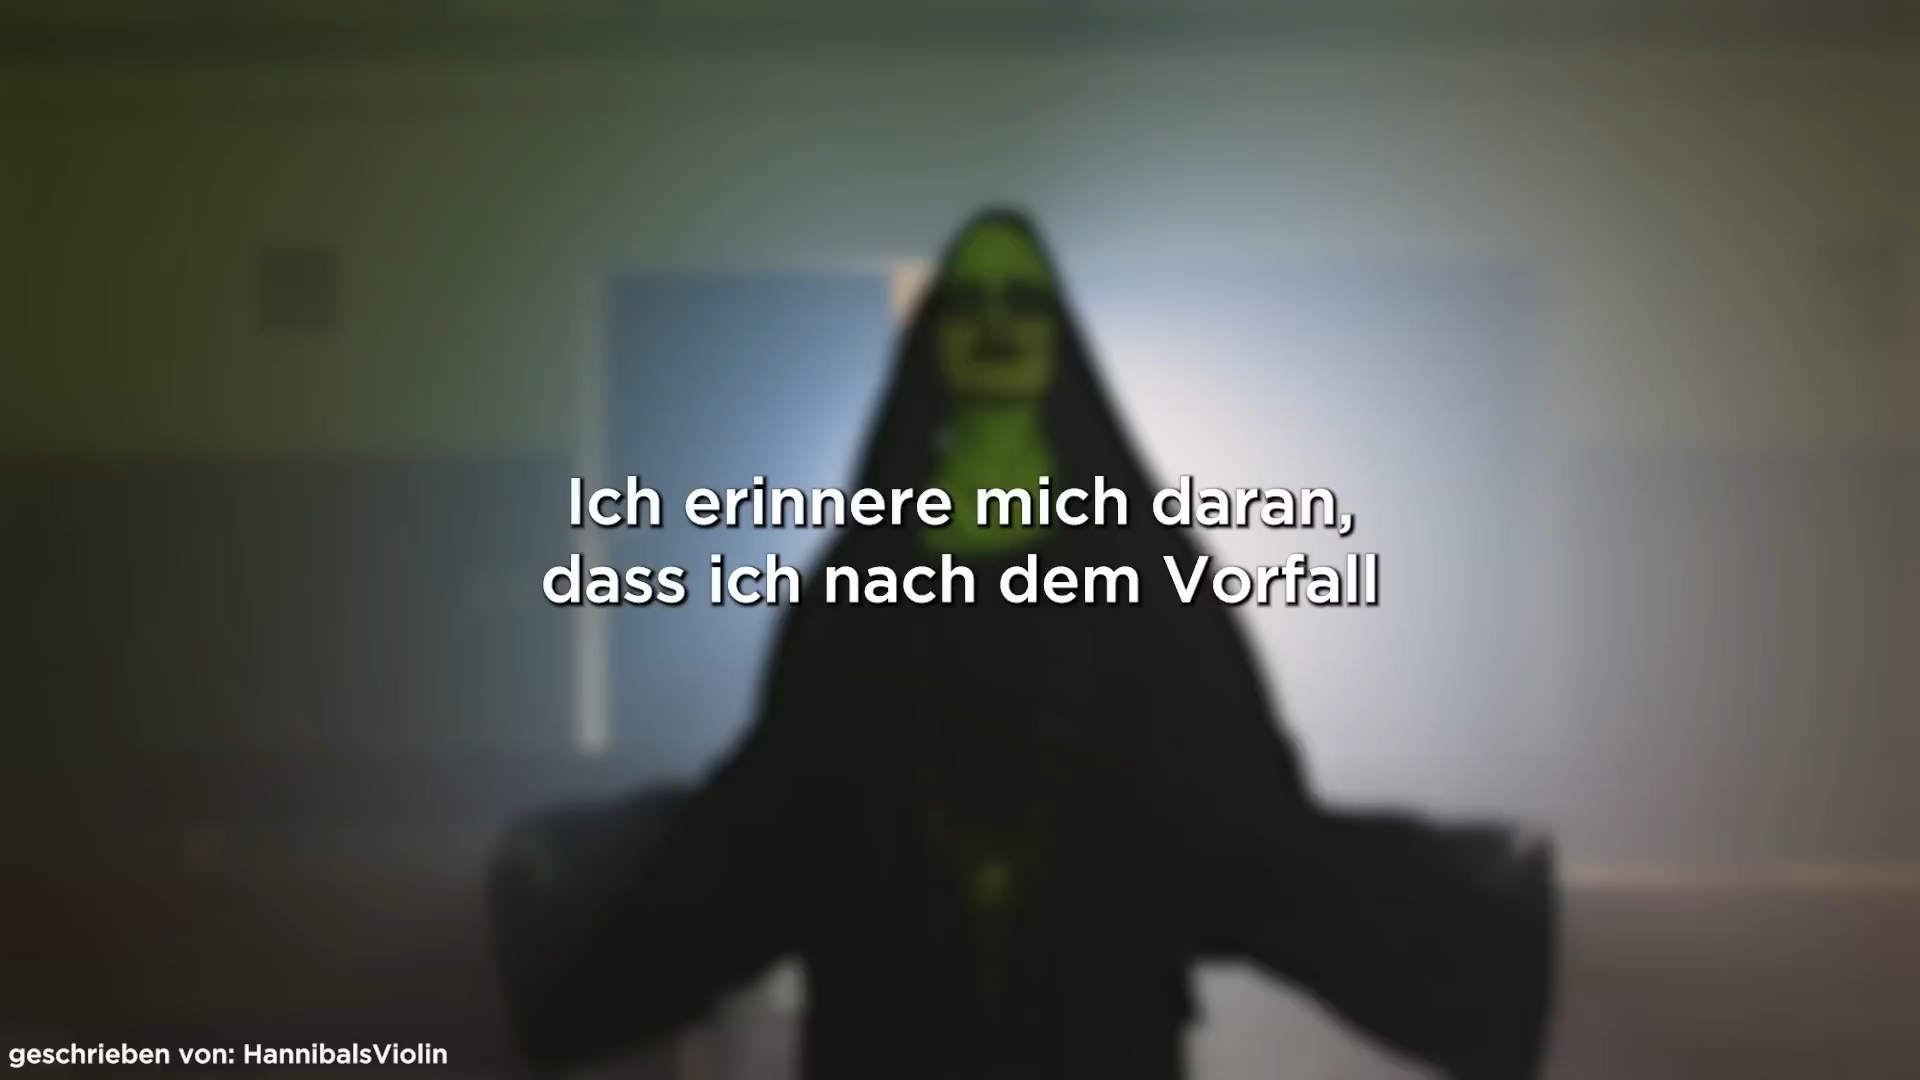 Ich erinnere mich daran,
dass ich nach dem Vorfall
geschrieben von: HannibalsViolin